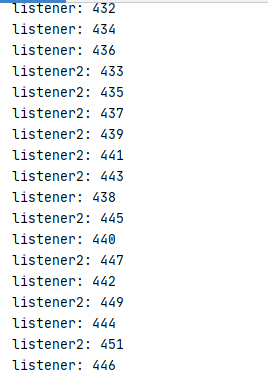 listener: 432
listener: 434
listener: 436
listener2: 433
listener2: 435
listener2: 437
listener2: 439
listener2: 441
listener2: 443
listener: 438
listener2: 445
listener: 440
listener2: 447
listener: 442
listener2: 449
listener: 444
listener2: 451
listener: 446